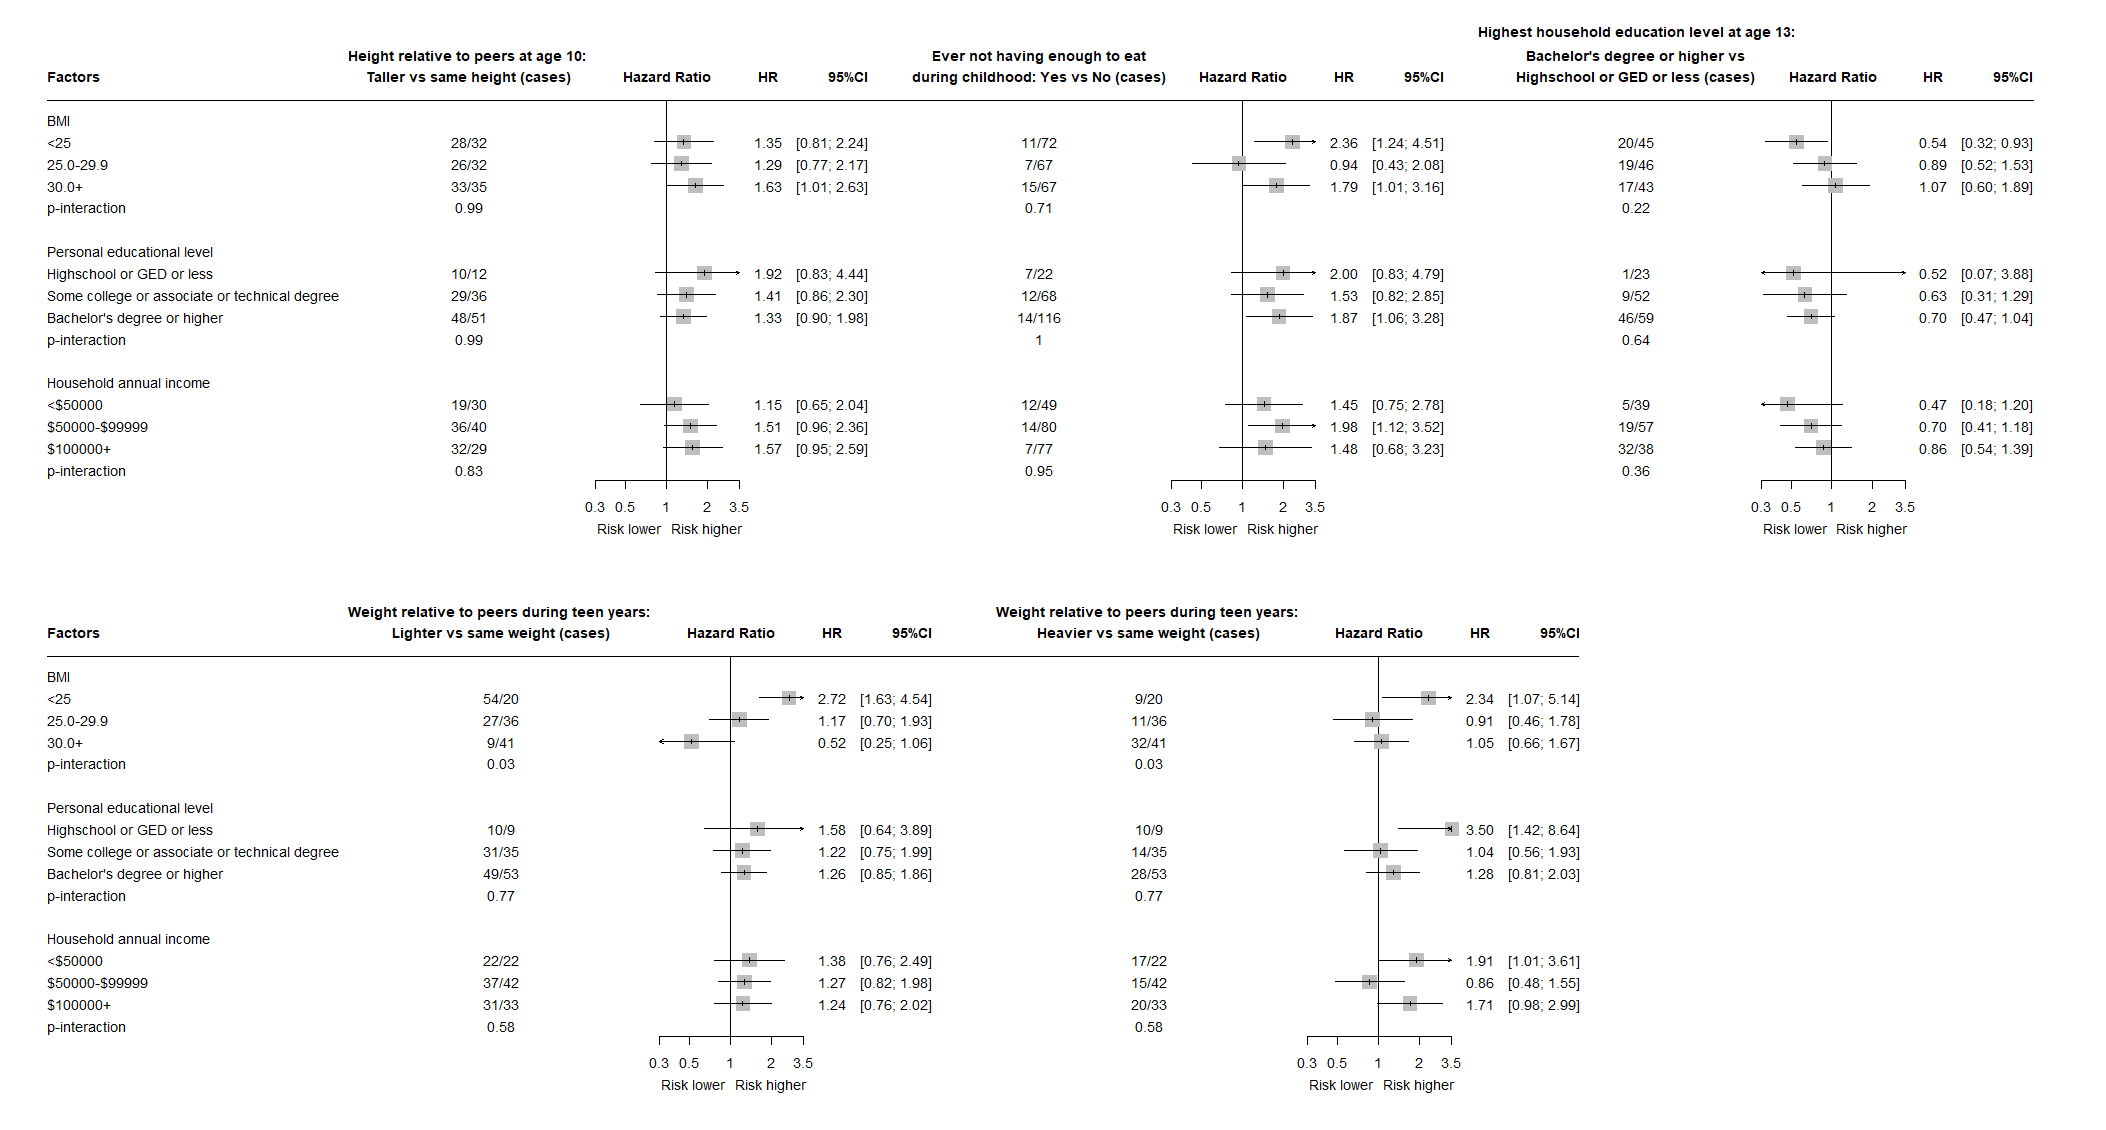 Highest household education level at age 13:
Height relative to peers at age 10: Ever not having enough to eat Bachelor's degree or higher vs
Factors Taller vs same height (cases) Hazard Ratio HR 95%CI during childhood: Yes vs No (cases) Hazard Ratio HR 95%CI Highschool or GED or less (cases) Hazard Ratio HR 95%CI
BMI
<25 28/32 1.35 [0.81; 2.24] 11/72 2.36 [1.24; 4.51] 20/45 0.54 [0.32; 0.93]
25.0-29.9 26/32 1.29 [0.77; 2.17] 7/67 0.94 [0.43; 2.08] 19/46 0.89 [0.52; 1.53]
30.0+ 33/35 1.63 [1.01; 2.63] 15/67 1.79 [1.01; 3.16] 17/43 1.07 [0.60; 1.89]
p-interaction 0.99 0.71 0.22
Personal educational level
Highschool or GED or less 10/12 1.92 [0.83; 4.44] 7/22 2.00 [0.83; 4.79] 1/23 0.52 [0.07; 3.88]
Some college or associate or technical degree 29/36 1.41 [0.86; 2.30] 12/68 1.53 [0.82; 2.85] 9/52 0.63 [0.31; 1.29]
Bachelor's degree or higher 48/51 1.33 [0.90; 1.98] 14/116 1.87 [1.06; 3.28] 46/59 0.70 [0.47; 1.04]
p-interaction 0.99 1 0.64
Household annual income
<$50000 19/30 1.15 [0.65; 2.04] 12/49 1.45 [0.75; 2.78] 5/39 0.47 [0.18; 1.20]
$50000-$99999 36/40 1.51 [0.96; 2.36] 14/80 1.98 [1.12; 3.52] 19/57 0.70 [0.41; 1.18]
$100000+ 32/29 1.57 [0.95; 2.59] 7/77 1.48 [0.68; 3.23] 32/38 0.86 [0.54; 1.39]
p-interaction 0.83 0.95 0.36
0.3 0.5 1 2 3.5 0.3 0.5 1 2 3.5 0.3 0.5 1 2 3.5
Risk lower Risk higher Risk lower Risk higher Risk lower Risk higher
Weight relative to peers during teen years: Weight relative to peers during teen years:
Factors Lighter vs same weight (cases) Hazard Ratio HR 95%CI Heavier vs same weight (cases) Hazard Ratio HR 95%CI
BMI
<25 54/20 2.72 [1.63; 4.54] 9/20 2.34 [1.07; 5.14]
25.0-29.9 27/36 1.17 [0.70; 1.93] 11/36 0.91 [0.46; 1.78]
30.0+ 9/41 0.52 [0.25; 1.06] 32/41 1.05 [0.66; 1.67]
p-interaction 0.03 0.03
Personal educational level
Highschool or GED or less 10/9 1.58 [0.64; 3.89] 10/9 3.50 [1.42; 8.64]
Some college or associate or technical degree 31/35 1.22 [0.75; 1.99] 14/35 1.04 [0.56; 1.93]
Bachelor's degree or higher 49/53 1.26 [0.85; 1.86] 28/53 1.28 [0.81; 2.03]
p-interaction 0.77 0.77
Household annual income
<$50000 22/22 1.38 [0.76; 2.49] 17/22 1.91 [1.01; 3.61]
$50000-$99999 37/42 1.27 [0.82; 1.98] 15/42 0.86 [0.48; 1.55]
$100000+ 31/33 1.24 [0.76; 2.02] 20/33 1.71 [0.98; 2.99]
p-interaction 0.58 0.58
0.3 0.5 1 2 3.5 0.3 0.5 1 2 3.5
Risk lower Risk higher Risk lower Risk higher